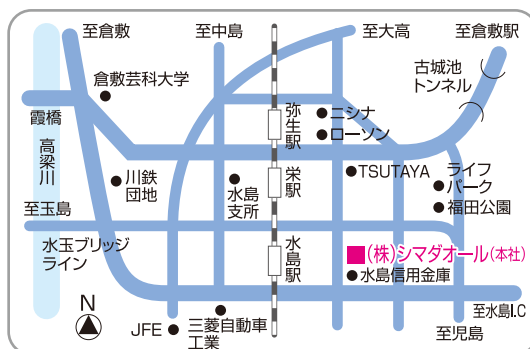 至倉敷
至中島
至大高
至倉敷駅
古城池
トンネル
倉敷芸科大学
霞橋
弥生駅
ニシナ
ローソン
高梁川
川鉄
団地
水島
支所
栄駅
TSUTAYA
ライフ
パーク
福田公園
至玉島
水玉ブリッジ
ライン
水島駅
(株)シマダオール(本社)
水島信用金庫
至水島I.C
N
JFE
三菱自動車
工業
至児島